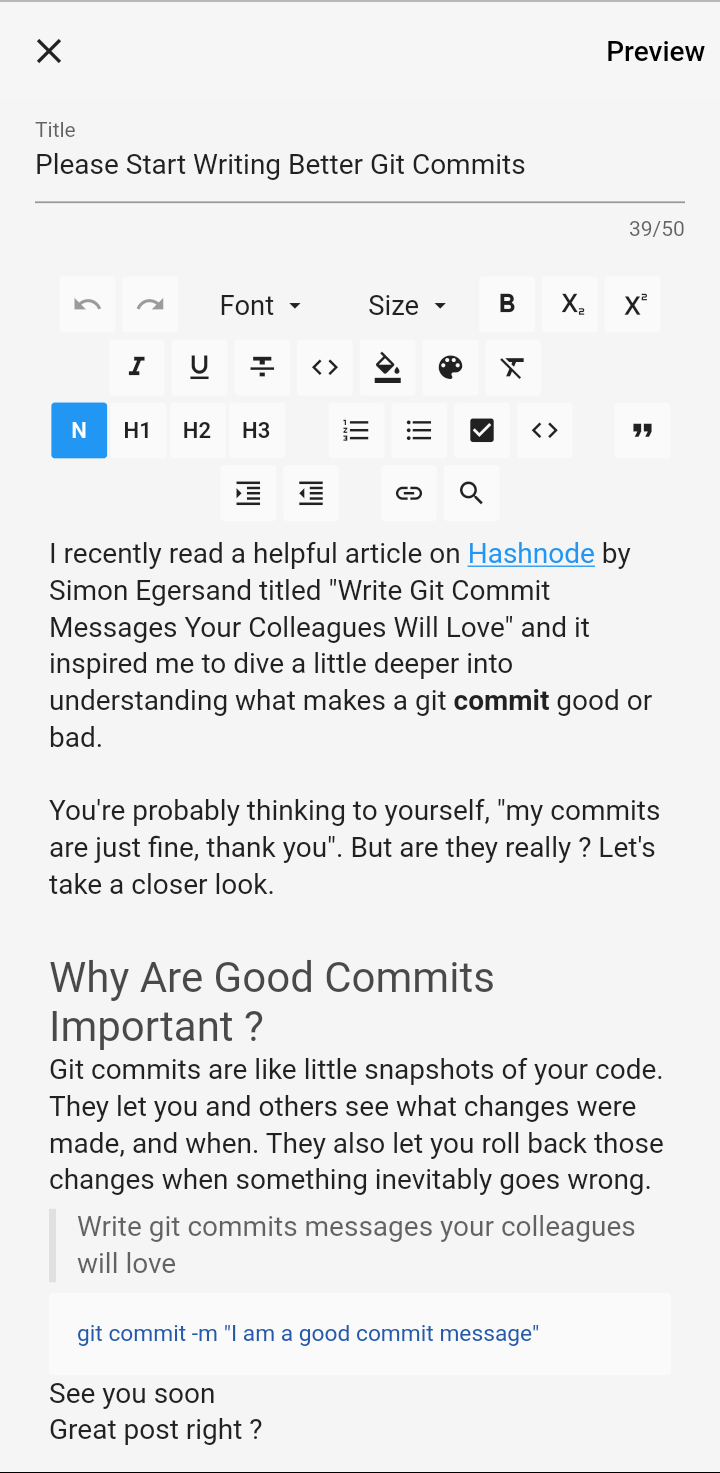 Preview
Title
Please Start Writing Better Git Commits
39/50
Font Size B X₂ X²
I U S <>
N H1 H2 H3 <>
I recently read a helpful article on Hashnode by
Simon Egersand titled "Write Git Commit
Messages Your Colleagues Will Love" and it
inspired me to dive a little deeper into
understanding what makes a git commit good or
bad.
You're probably thinking to yourself, "my commits
are just fine, thank you". But are they really ? Let's
take a closer look.
Why Are Good Commits
Important ?
Git commits are like little snapshots of your code.
They let you and others see what changes were
made, and when. They also let you roll back those
changes when something inevitably goes wrong.
Write git commits messages your colleagues
will love
git commit -m "I am a good commit message"
See you soon
Great post right ?